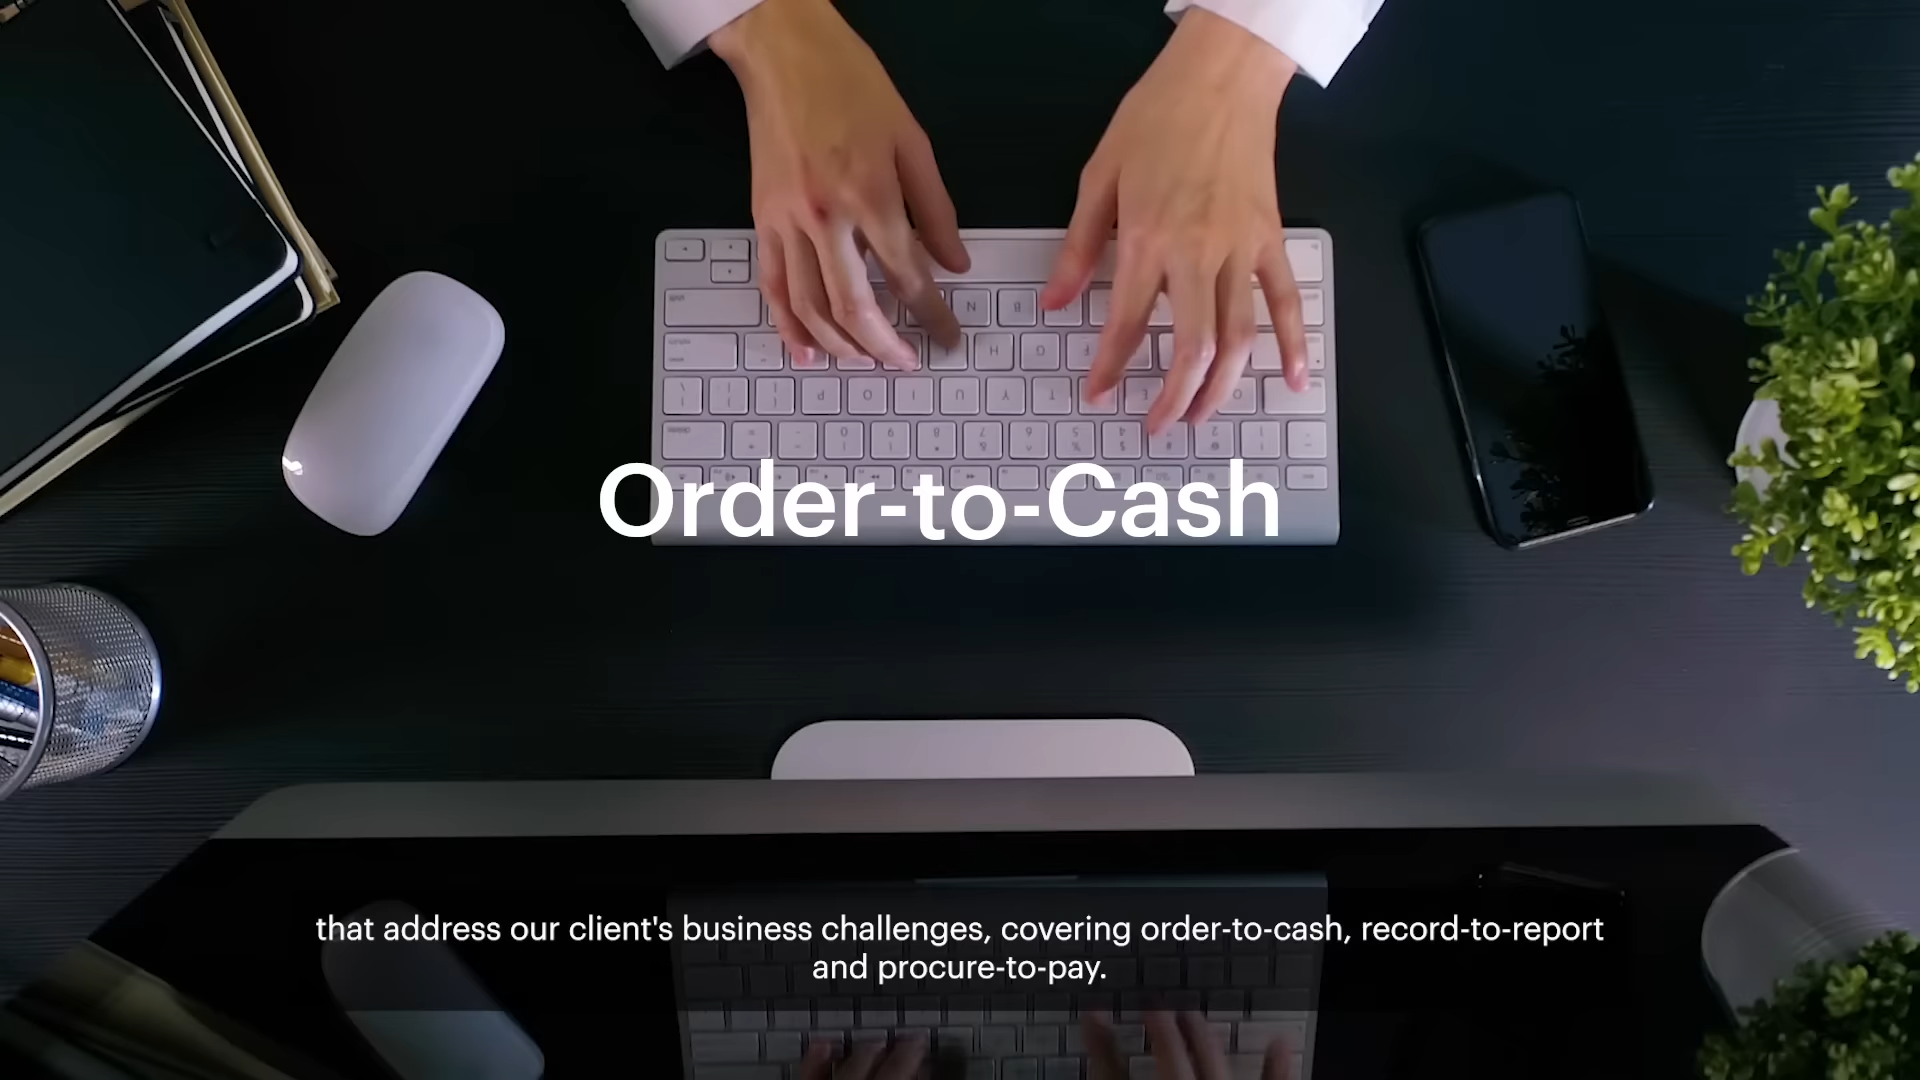 Order-to-Cash
that address our client's business challenges, covering order-to-cash, record-to-report
and procure-to-pay.